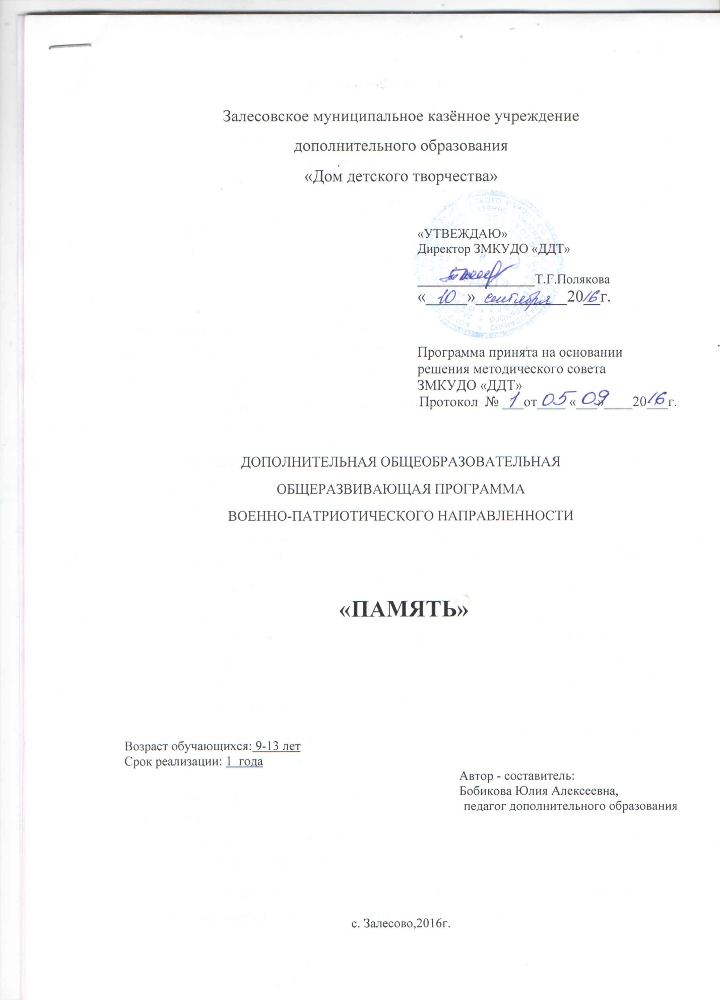 Залесовское муниципальное казённое учреждение
дополнительного образования
«Дом детского творчества»
«УТВЕЖДАЮ»
Директор ЗМКУДО «ДДТ»
Т.Г.Полякова
«10» сентября 2016г.
Программа принята на основании
решения методического совета
ЗМКУДО «ДДТ»
Протокол № 1 от 05 «09» 2016 г.
ДОПОЛНИТЕЛЬНАЯ ОБЩЕОБРАЗОВАТЕЛЬНАЯ
ОБЩЕРАЗВИВАЮЩАЯ ПРОГРАММА
ВОЕННО-ПАТРИОТИЧЕСКОГО НАПРАВЛЕННОСТИ
«ПАМЯТЬ»
Возраст обучающихся: 9-13 лет
Срок реализации: 1 года
Автор - составитель:
Бобикова Юлия Алексеевна,
педагог дополнительного образования
с. Залесово,2016г.